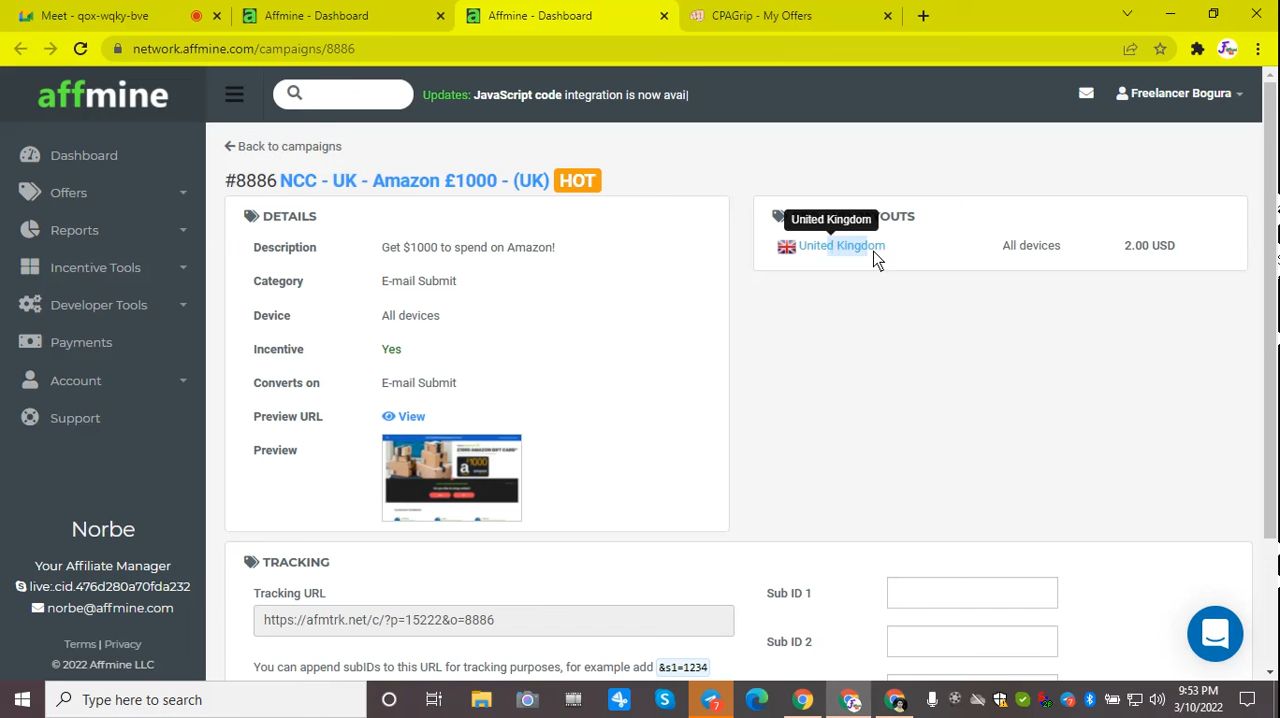 Meet - qox-wqky-bve
Affmine - Dashboard
Affmine - Dashboard
CPAGrip - My Offers
network.affmine.com/campaigns/8886
affmine
Updates: JavaScript code integration is now avai|
Freelancer Bogura
Dashboard
Offers
Reports
Incentive Tools
Developer Tools
Payments
Account
Support
Norbe
Your Affiliate Manager
live:.cid.476d280a70fda232
norbe@affmine.com
Terms | Privacy
© 2022 Affmine LLC
Back to campaigns
#8886 NCC - UK - Amazon £1000 - (UK) HOT
DETAILS
Description Get $1000 to spend on Amazon!
Category E-mail Submit
Device All devices
Incentive Yes
Converts on E-mail Submit
Preview URL View
Preview
United Kingdom
OUTS
United Kingdom All devices 2.00 USD
TRACKING
Tracking URL
https://afmtrk.net/c/?p=15222&o=8886
You can append subIDs to this URL for tracking purposes, for example add &s1=1234
Sub ID 1
Sub ID 2
Type here to search
7
9:53 PM
3/10/2022